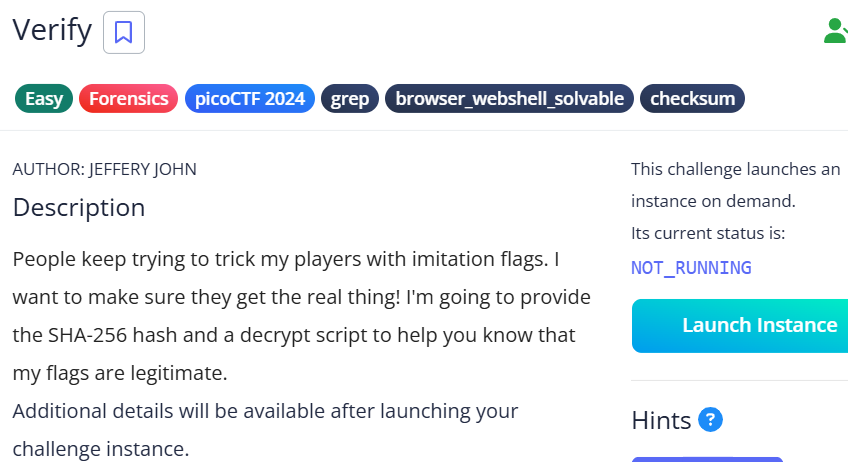 Verify
Easy
Forensics
picoCTF 2024
grep
browser_webshell_solvable
checksum
AUTHOR: JEFFERY JOHN
Description
People keep trying to trick my players with imitation flags. I
want to make sure they get the real thing! I'm going to provide
the SHA-256 hash and a decrypt script to help you know that
my flags are legitimate.
Additional details will be available after launching your
challenge instance.
This challenge launches an
instance on demand.
Its current status is:
NOT_RUNNING
Launch Instance
Hints ?